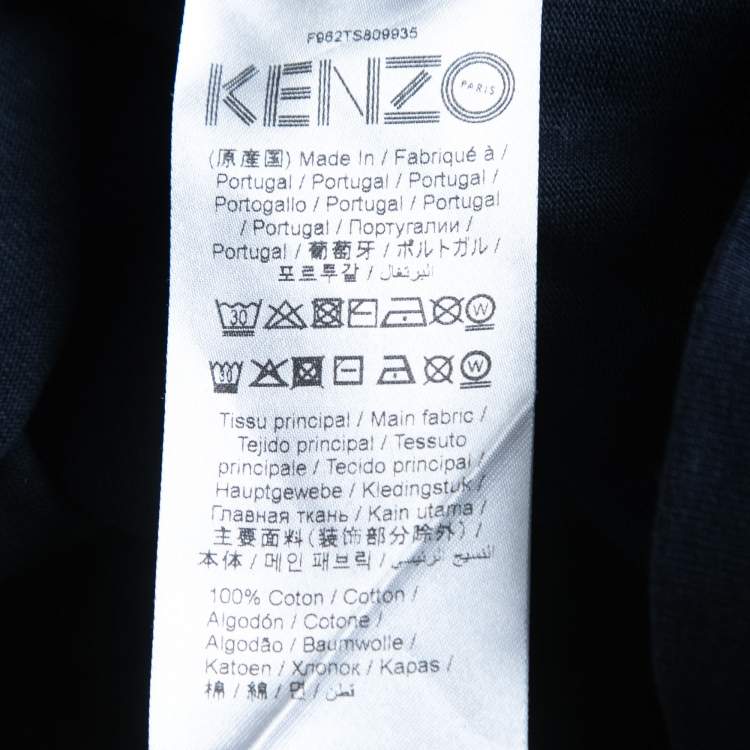 F962TS809935
KENZO
PARIS
(原産国) Made In / Fabriqué à /
Portugal / Portugal / Portugal /
Portogallo / Portugal / Portugal
/ Portugal / Португалии /
Portugal / 葡萄牙 / ポルトガル /
포르투갈 / البرتغال /
30 W
30 W
Tissu principal / Main fabric /
Tejido principal / Tessuto
principale / Tecido principal /
Hauptgewebe / Kledingstuk /
Главная ткань / Kain utama /
主要面料 (装饰部分除外) /
本体 / 메인 패브릭 / النسيج الرئيسي /
100% Coton / Cotton /
Algodón / Cotone /
Algodão / Baumwolle /
Katoen / Хлопок / Kapas /
棉 / 綿 / 면 / قطن /